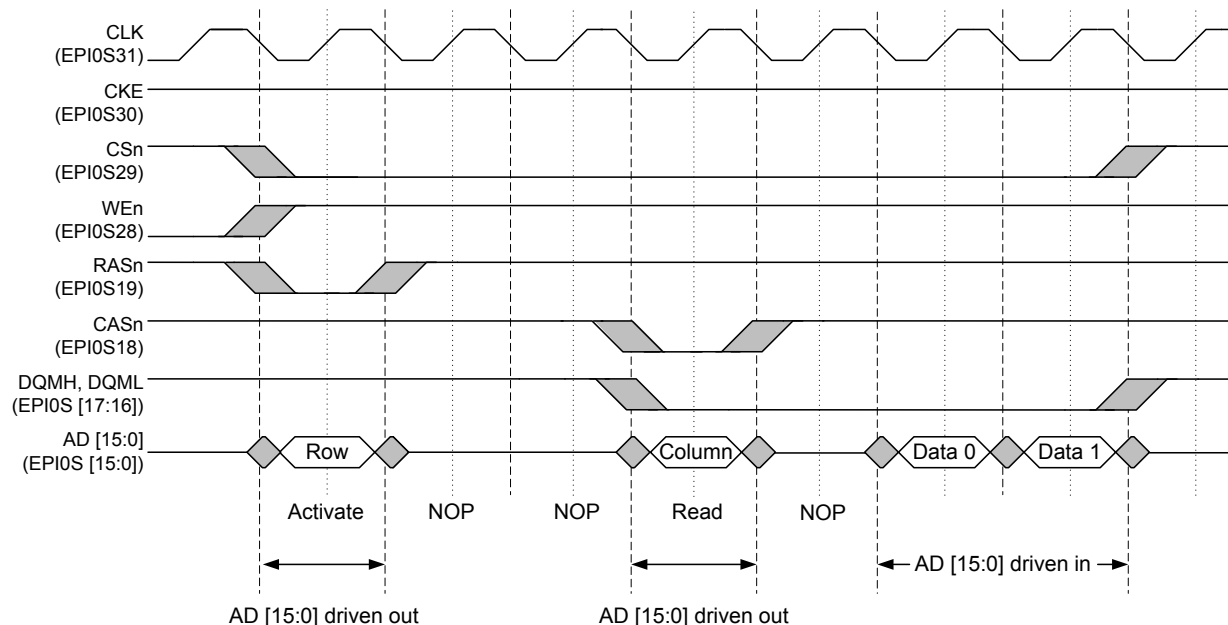 CLK
(EPI0S31)
CKE
(EPI0S30)
CSn
(EPI0S29)
WEn
(EPI0S28)
RASn
(EPI0S19)
CASn
(EPI0S18)
DQMH, DQML
(EPI0S [17:16])
AD [15:0]
(EPI0S [15:0])
Row
Column
Data 0
Data 1
Activate
NOP
NOP
Read
NOP
AD [15:0] driven in
AD [15:0] driven out
AD [15:0] driven out